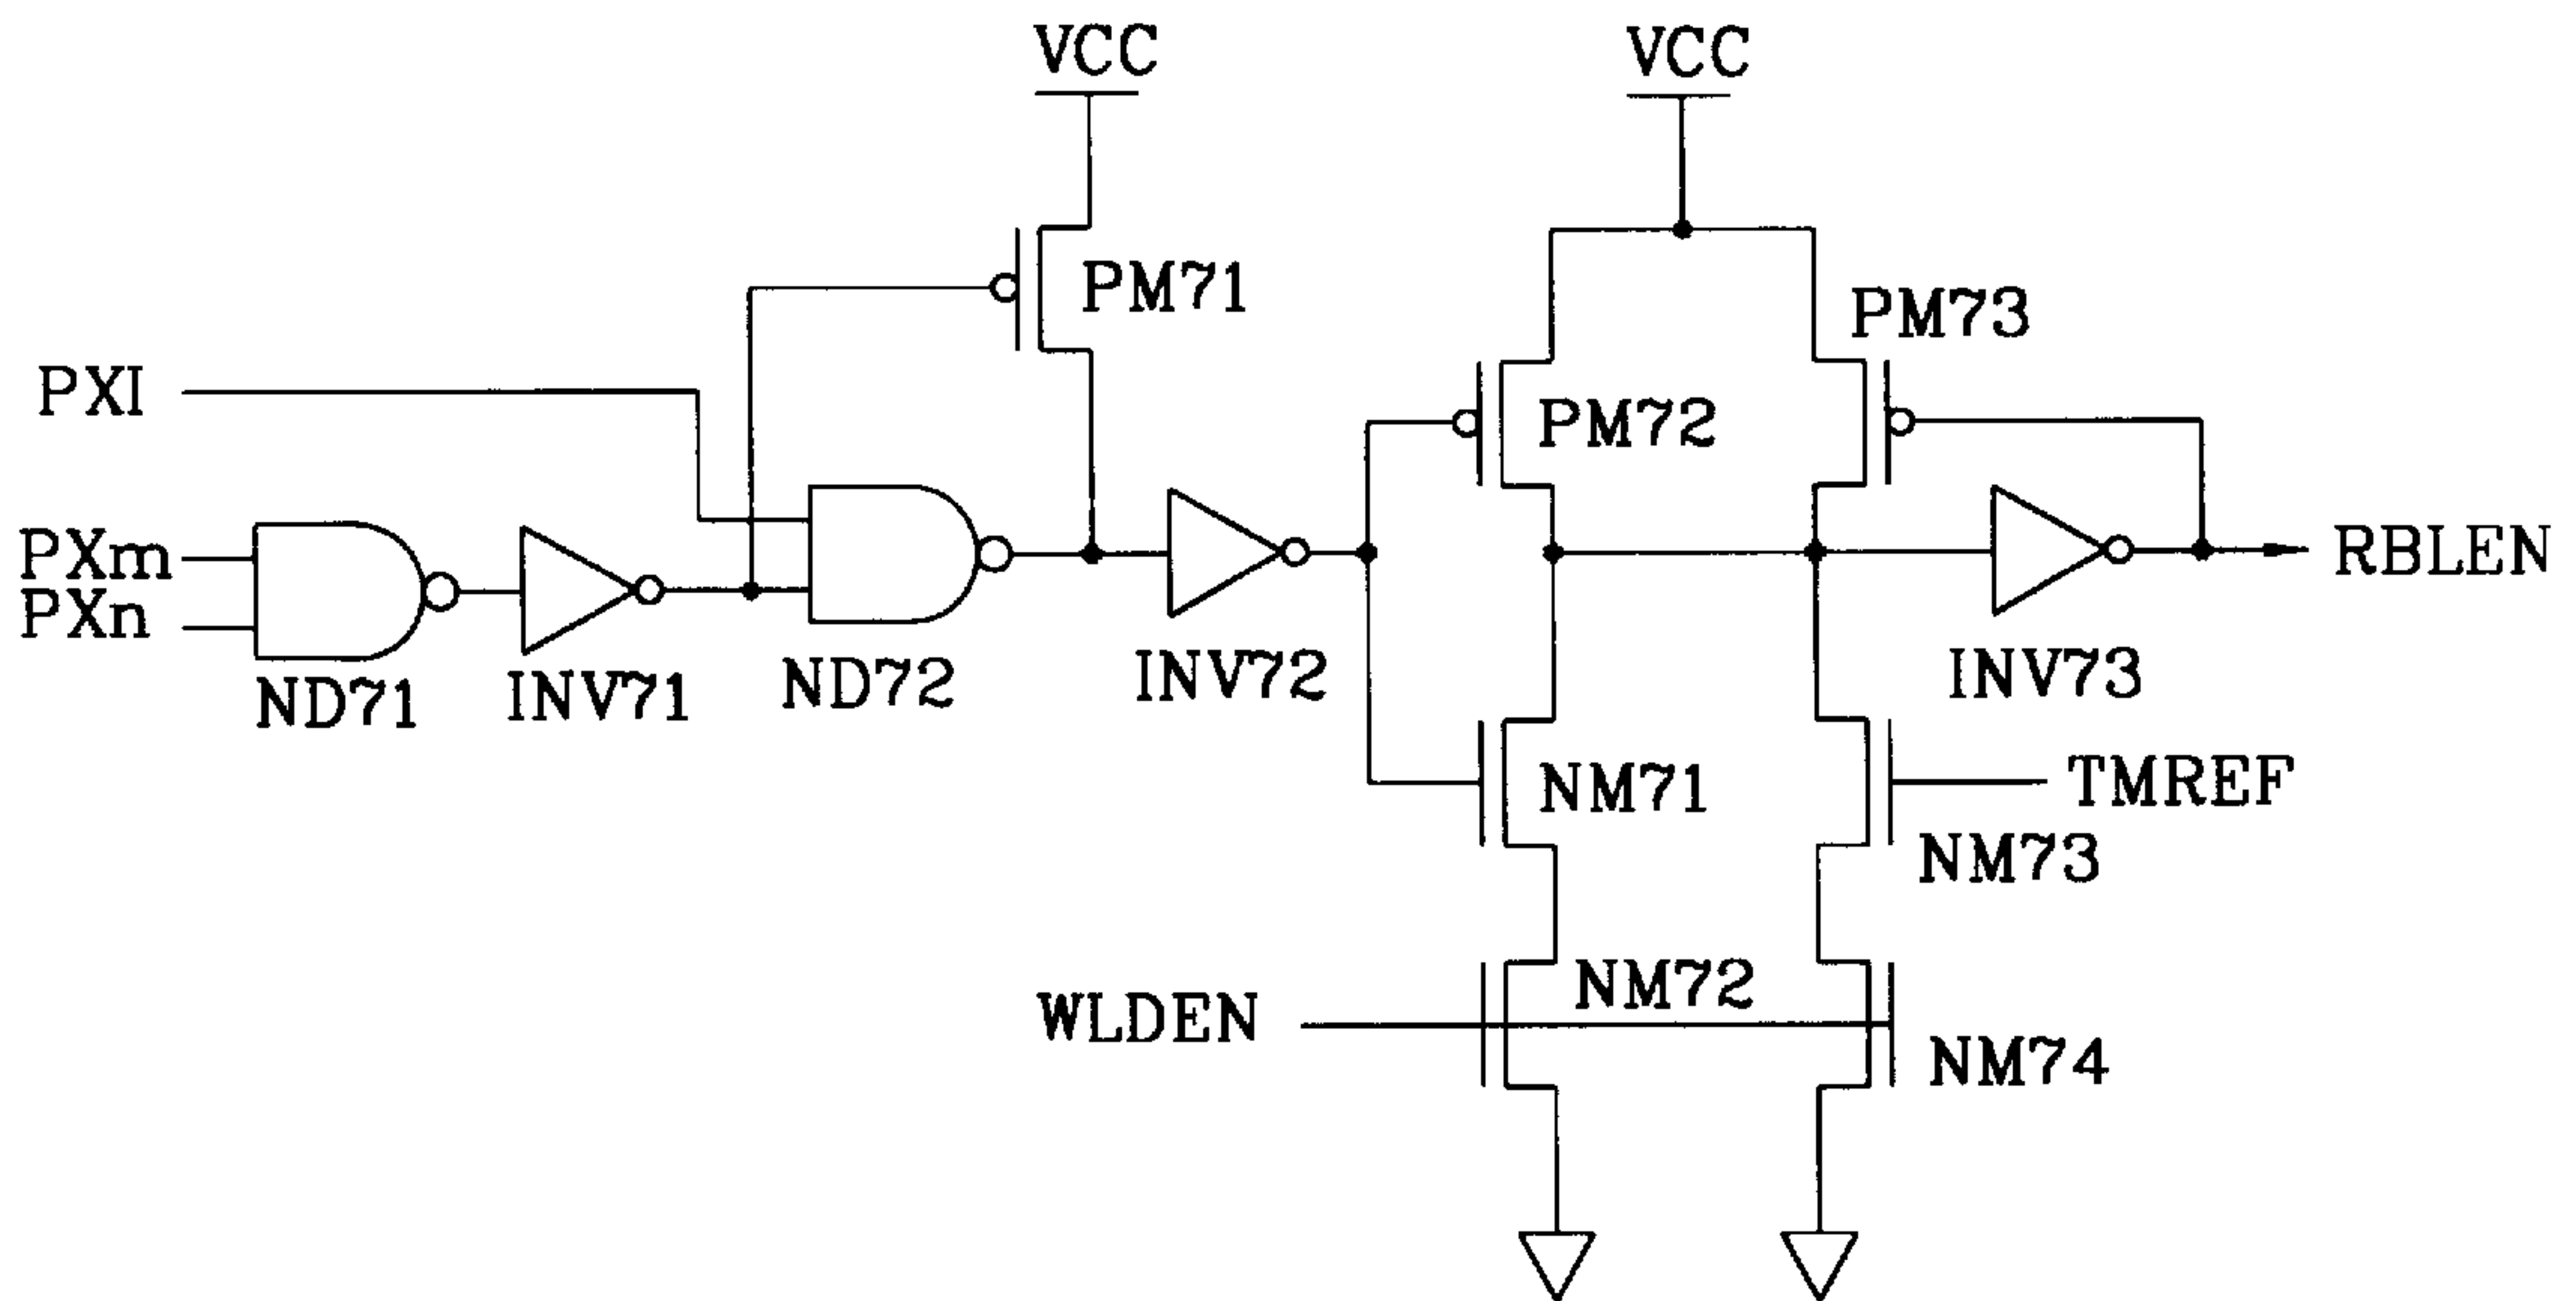 VCC
VCC
PM71
PM73
PXI
PM72
PXm
PXn
RBLEN
ND71
INV71
ND72
INV72
INV73
NM71
TMREF
NM73
NM72
WLDEN
NM74